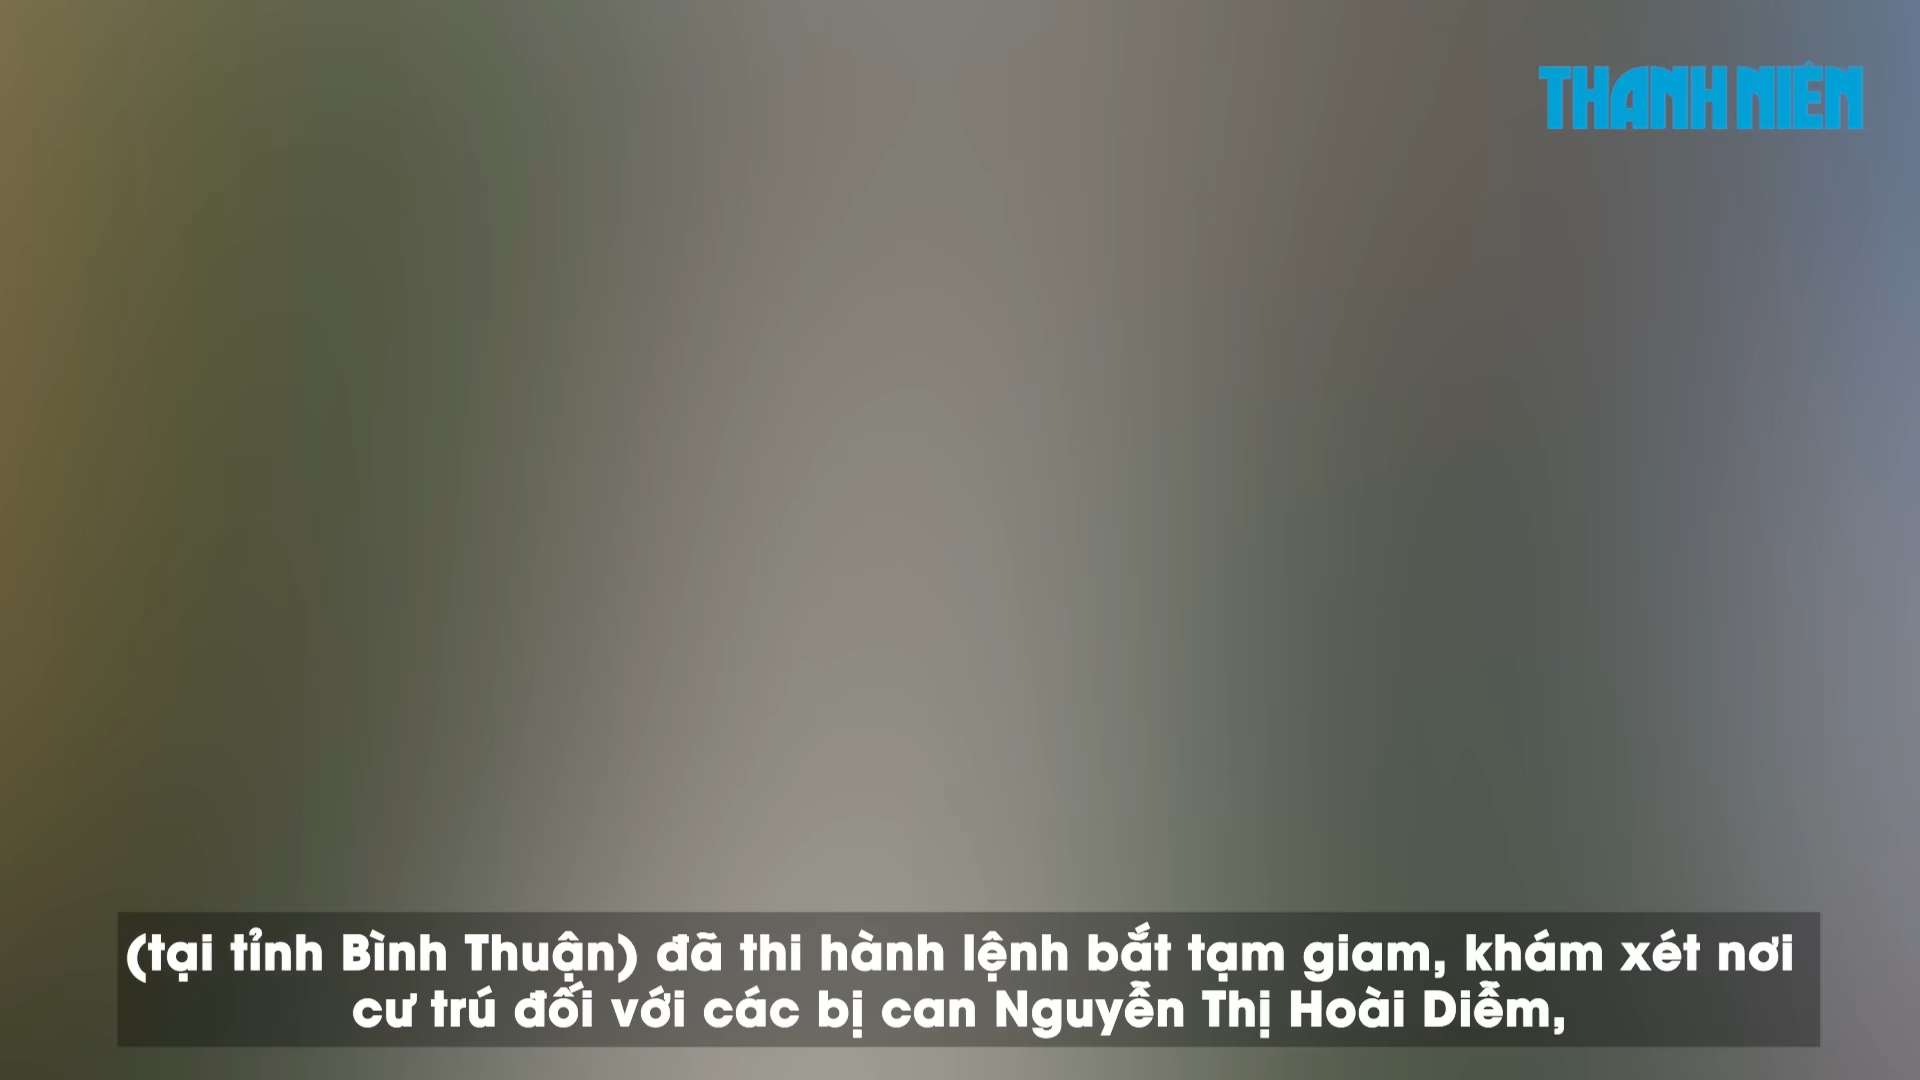 THANH NIÊN
(tại tỉnh Bình Thuận) đã thi hành lệnh bắt tạm giam, khám xét nơi
cư trú đối với các bị can Nguyễn Thị Hoài Diễm,